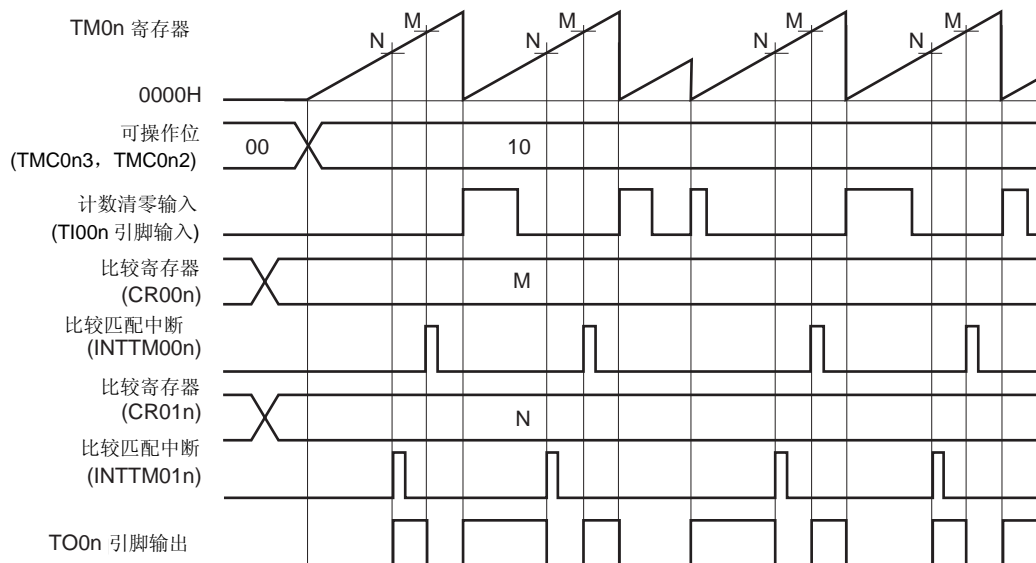 M M M M
TM0n 寄存器
N N N N
0000H
可操作位
(TMC0n3，TMC0n2)
00 10
计数清零输入
(TI00n 引脚输入)
比较寄存器
(CR00n)
M
比较匹配中断
(INTTM00n)
比较寄存器
(CR01n)
N
比较匹配中断
(INTTM01n)
TO0n 引脚输出